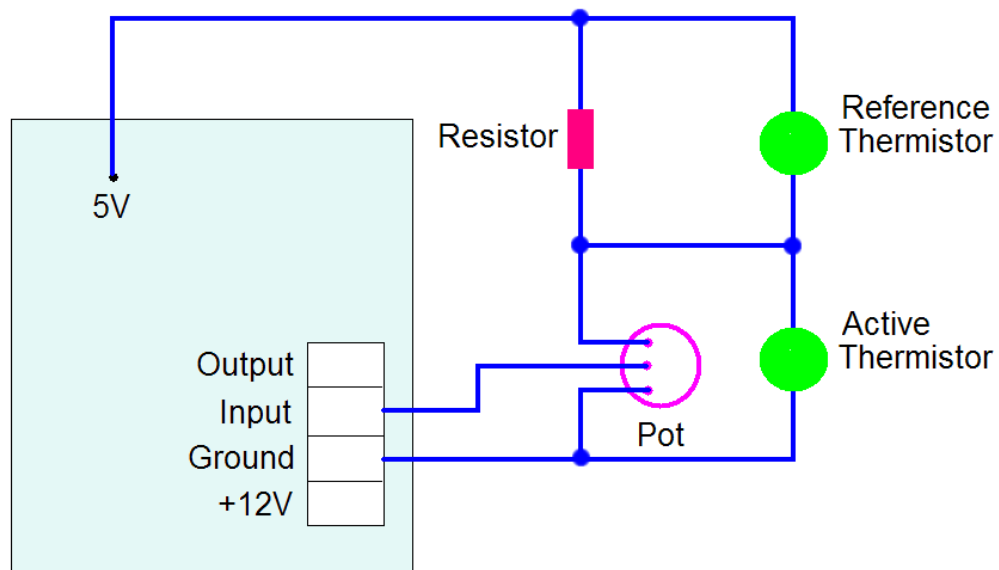 Reference
Thermistor
Resistor
5V
Active
Thermistor
Output
Input
Ground
+12V
Pot